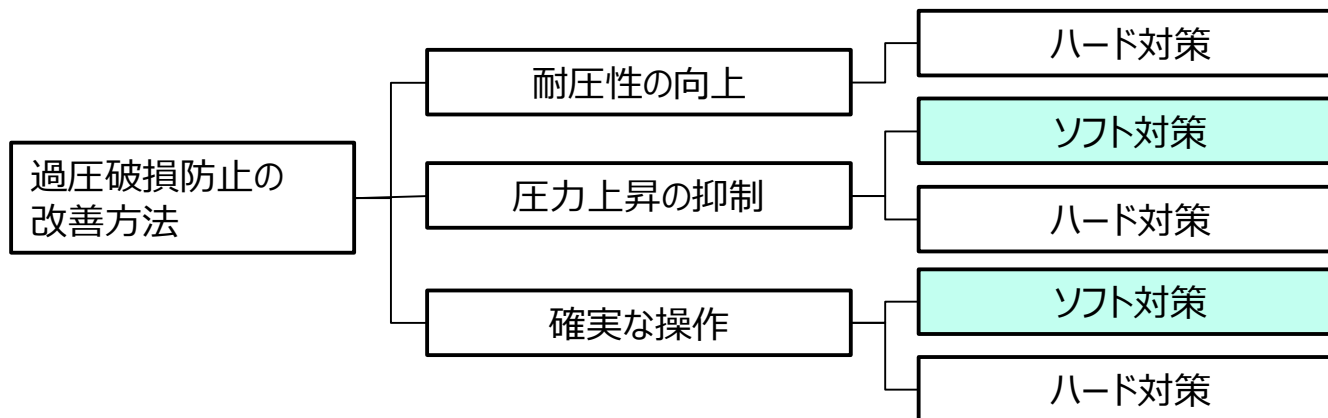 過圧破損防止の
改善方法
耐圧性の向上
ハード対策
圧力上昇の抑制
ソフト対策
ハード対策
確実な操作
ソフト対策
ハード対策